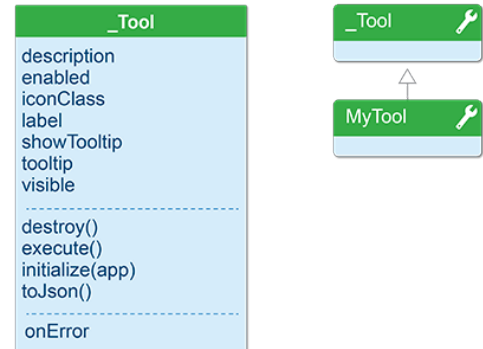 _Tool
description
enabled
iconClass
label
showTooltip
tooltip
visible
destroy()
execute()
initialize(app)
toJson()
onError
_Tool
MyTool